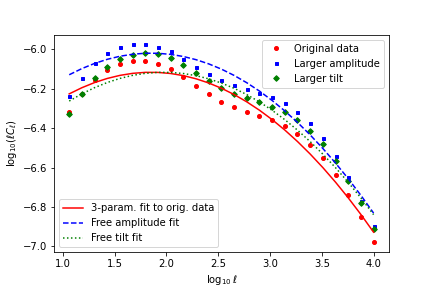 Original data
Larger amplitude
Larger tilt
log₁₀(ℓCₗ)
−6.0
−6.2
−6.4
−6.6
−6.8
−7.0
3-param. fit to orig. data
Free amplitude fit
Free tilt fit
1.0 1.5 2.0 2.5 3.0 3.5 4.0
log₁₀ ℓ